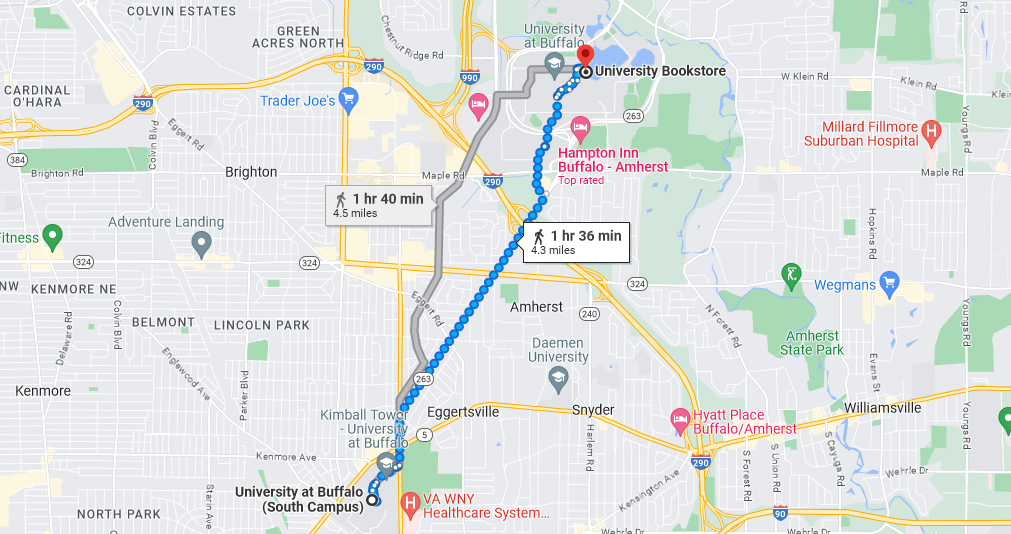 COLVIN ESTATES
GREEN
ACRES NORTH
Chestnut Ridge Rd
University
at Buffalo
290
990
University Bookstore
W Klein Rd
Klein Rd
CARDINAL
O'HARA
290
Trader Joe's
263
Youngs Rd
Colvin Blvd
Eggert Rd
Millard Fillmore
Suburban Hospital
384
Hampton Inn
Buffalo - Amherst
Top rated
Brighton Rd
Brighton
Maple Rd
290
1 hr 40 min
4.5 miles
Adventure Landing
Fitness
1 hr 36 min
4.3 miles
Hopkins Rd
324
324
324
NW
KENMORE NE
Wegmans
Eggert Rd
Amherst
240
N Forest Rd
Youngs Rd
Colvin Blvd
Delaware Rd
BELMONT
LINCOLN PARK
Daemen
University
Amherst
State Park
Englewood Ave
Parker Blvd
263
Evans St
Kenmore
Kimball Tower
- University
at Buffalo
Eggertsville
Snyder
Williamsville
Hyatt Place
Buffalo/Amherst
5
Harlem Rd
Youngs Rd
Kenmore Ave
290
S Forest Rd
S Union Rd
S Cayuga Rd
Wehrle Dr
Kensington Ave
Starin Ave
University at Buffalo
(South Campus)
VA WNY
Healthcare System...
NORTH PARK
90
Wehrle Dr